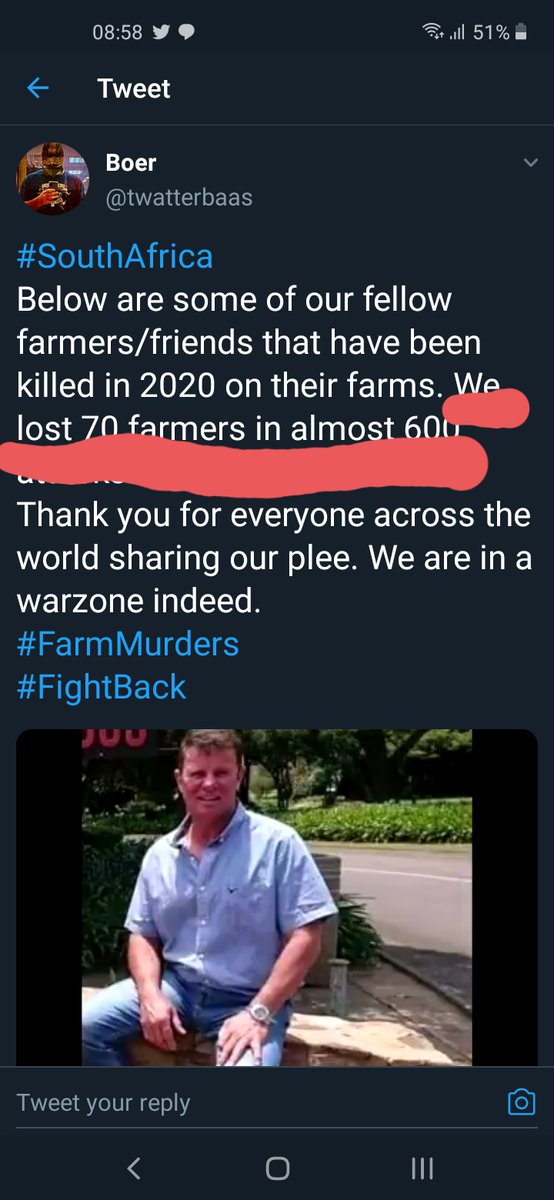 08:58
51%
Tweet
Boer
@twatterbaas
#SouthAfrica
Below are some of our fellow
farmers/friends that have been
killed in 2020 on their farms. We
lost 70 farmers in almost 600
Thank you for everyone across the
world sharing our plee. We are in a
warzone indeed.
#FarmMurders
#FightBack
Tweet your reply